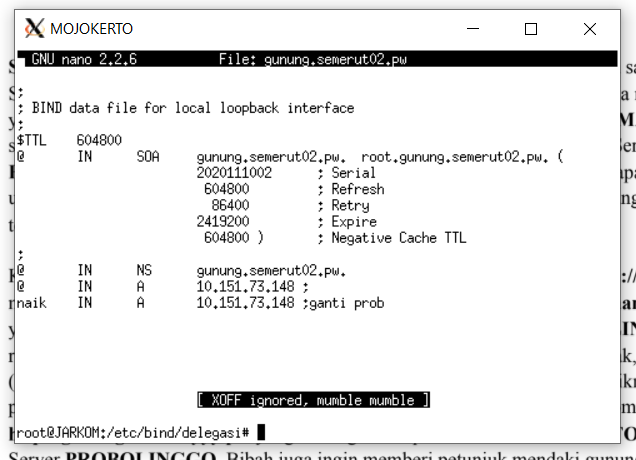 MOJOKERTO
GNU nano 2.2.6 File: gunung.semerut02.pw
;
; BIND data file for local loopback interface
;
$TTL 604800
@ IN SOA gunung.semerut02.pw. root.gunung.semerut02.pw. (
2020111002 ; Serial
604800 ; Refresh
86400 ; Retry
2419200 ; Expire
604800 ) ; Negative Cache TTL
;
@ IN NS gunung.semerut02.pw.
@ IN A 10.151.73.148 ;
naik IN A 10.151.73.148 ;ganti prob
[ XOFF ignored, mumble mumble ]
root@JARKOM:/etc/bind/delegasi#
Server PROBOLINGGO. Bibah juga ingin memberi petunjuk mendaki gunung